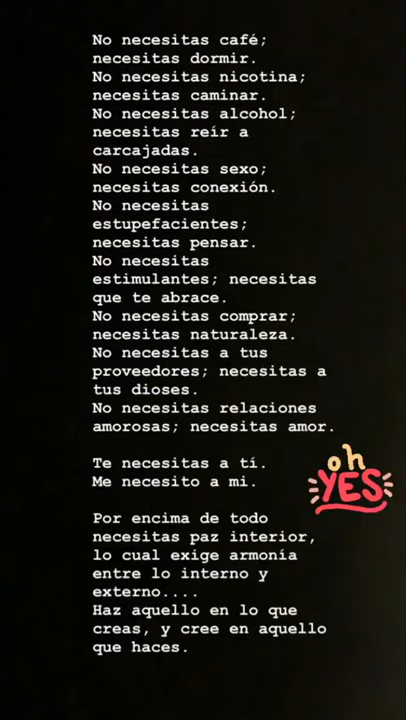 No necesitas café;
necesitas dormir.
No necesitas nicotina;
necesitas caminar.
No necesitas alcohol;
necesitas reír a
carcajadas.
No necesitas sexo;
necesitas conexión.
No necesitas
estupefacientes;
necesitas pensar.
No necesitas
estimulantes; necesitas
que te abrace.
No necesitas comprar;
necesitas naturaleza.
No necesitas a tus
proveedores; necesitas a
tus dioses.
No necesitas relaciones
amorosas; necesitas amor.
Te necesitas a tí.
Me necesito a mi.
oh
YES
Por encima de todo
necesitas paz interior,
lo cual exige armonía
entre lo interno y
externo....
Haz aquello en lo que
creas, y cree en aquello
que haces.